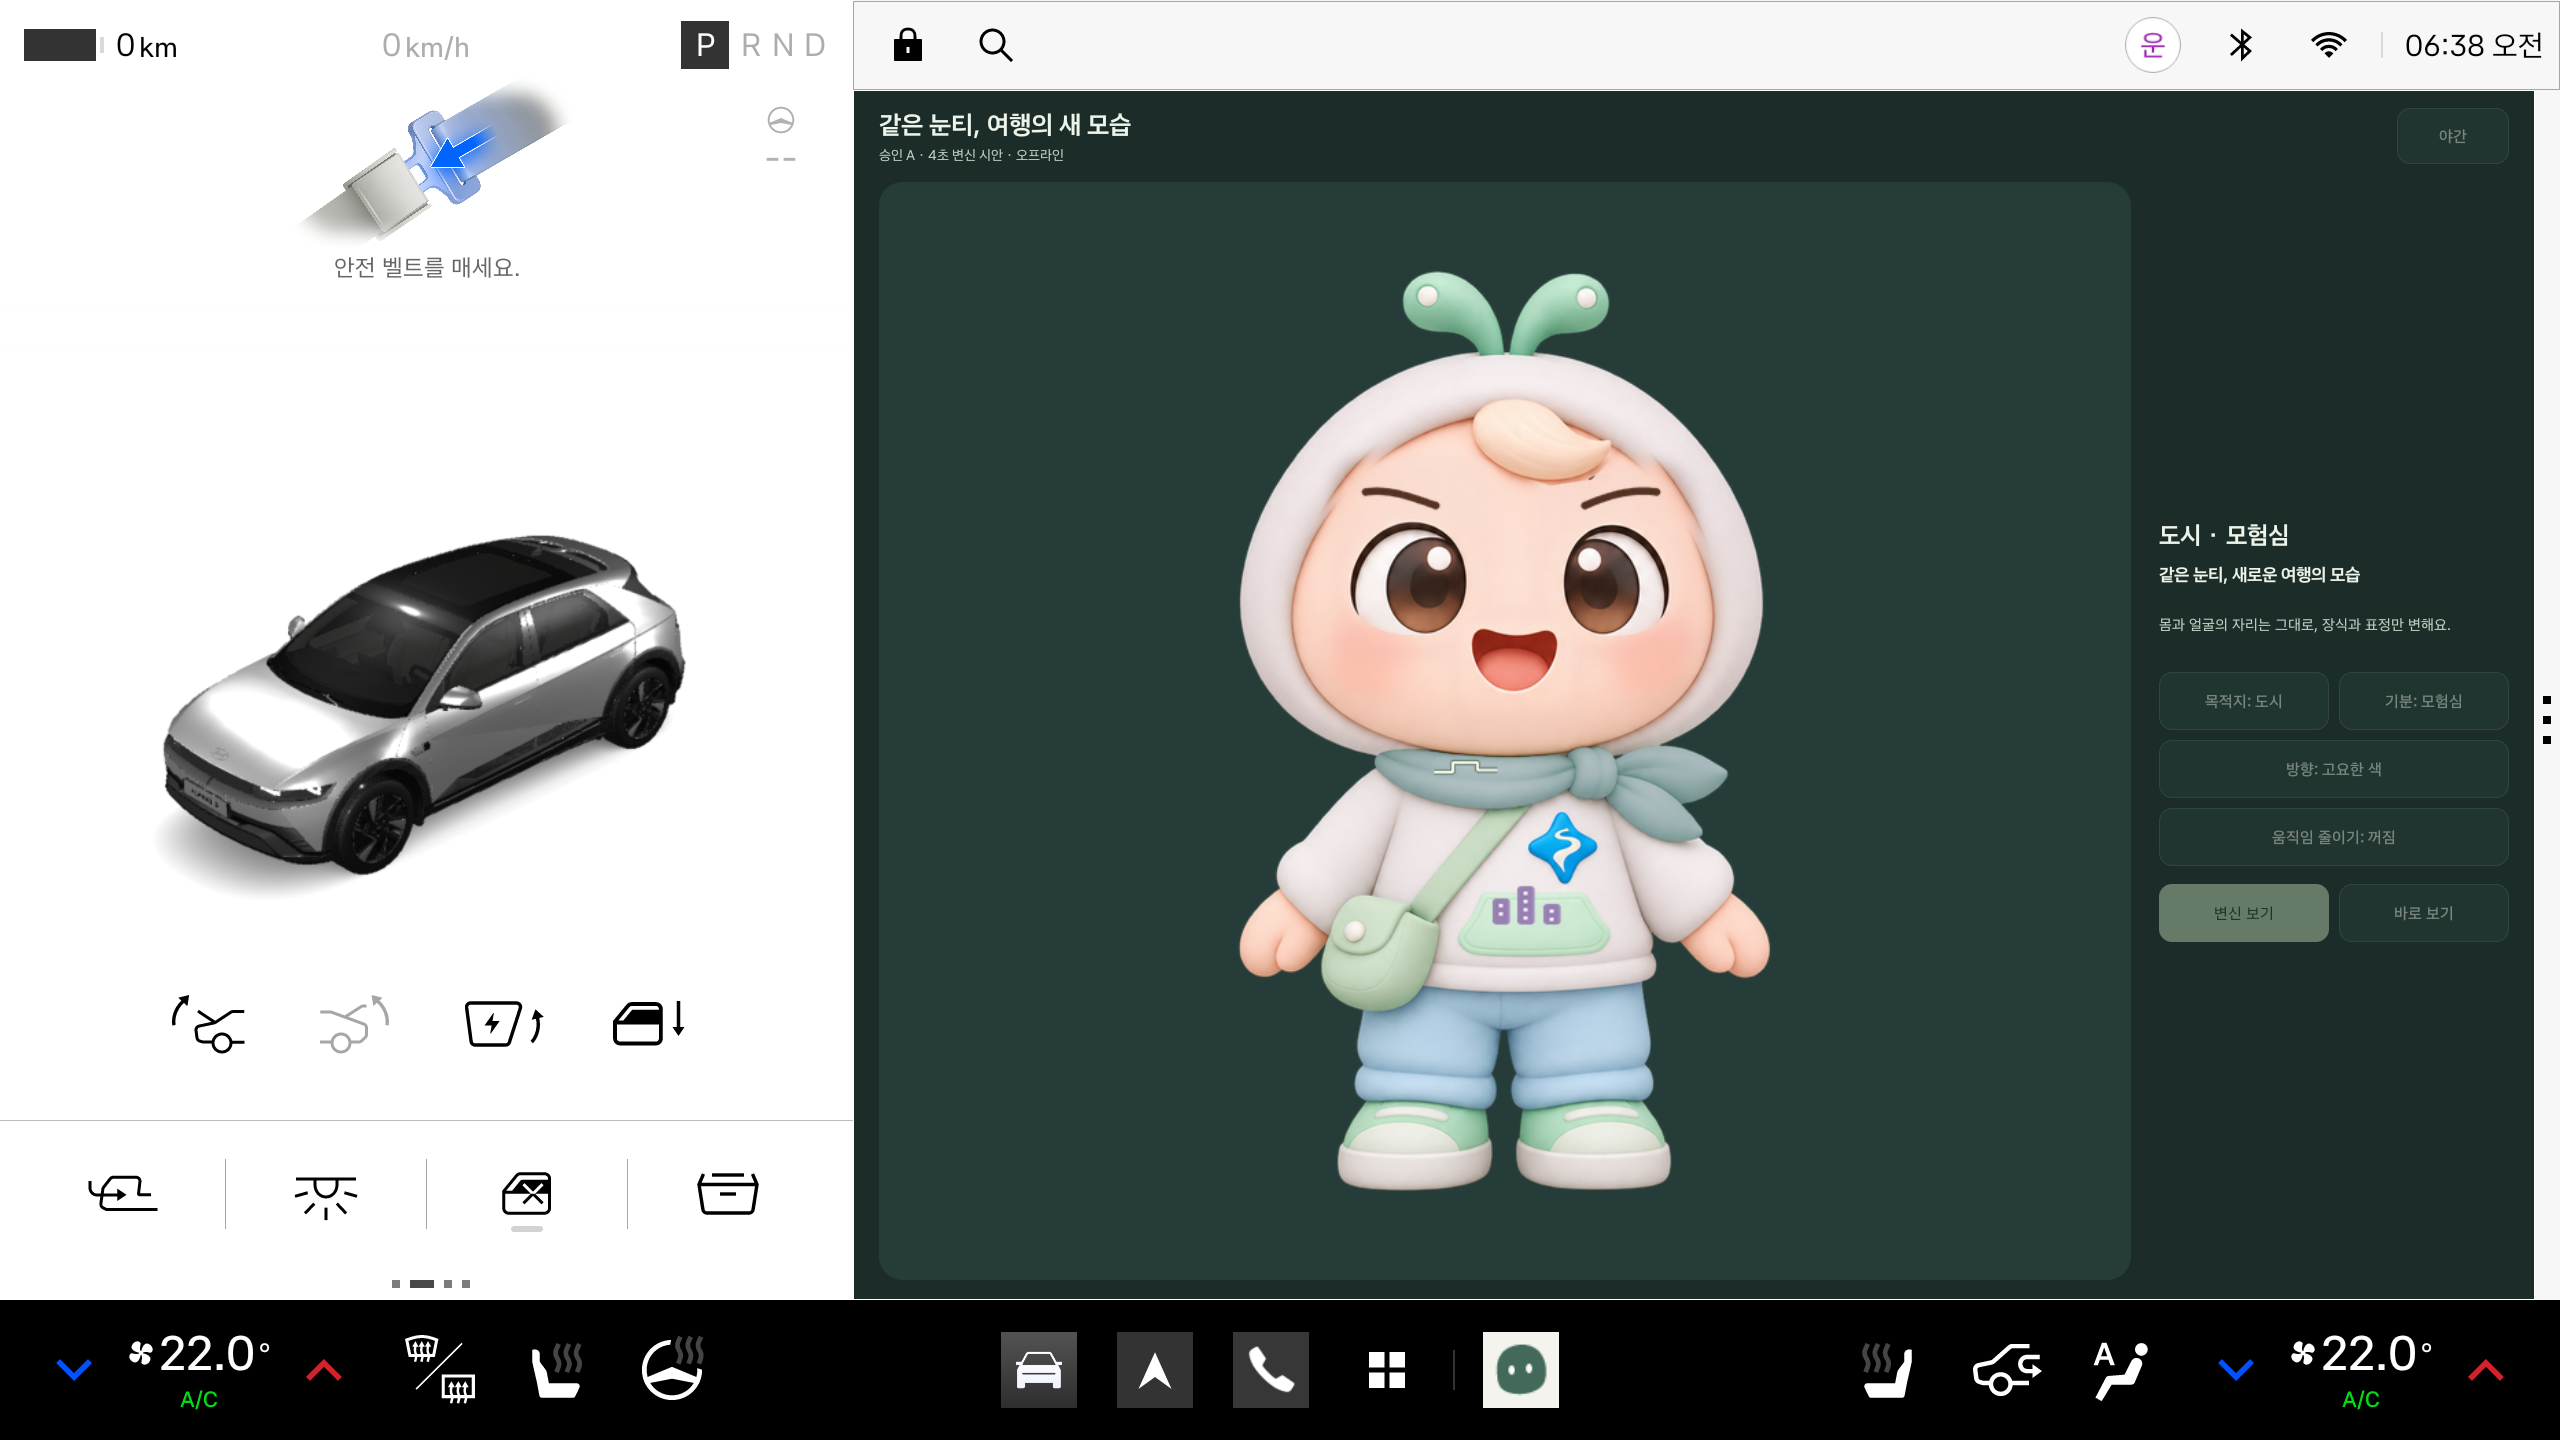 0 km
0 km/h
P R N D
안전 벨트를 매세요.
운
06:38 오전
같은 눈티, 여행의 새 모습
승인 A · 4초 변신 시안 · 오프라인
야간
도시 · 모험심
같은 눈티, 새로운 여행의 모습
몸과 얼굴의 자리는 그대로, 장식과 표정만 변해요.
목적지: 도시
기분: 모험심
방향: 고요한 색
움직임 줄이기: 꺼짐
변신 보기
바로 보기
22.0°
A/C
A
22.0°
A/C